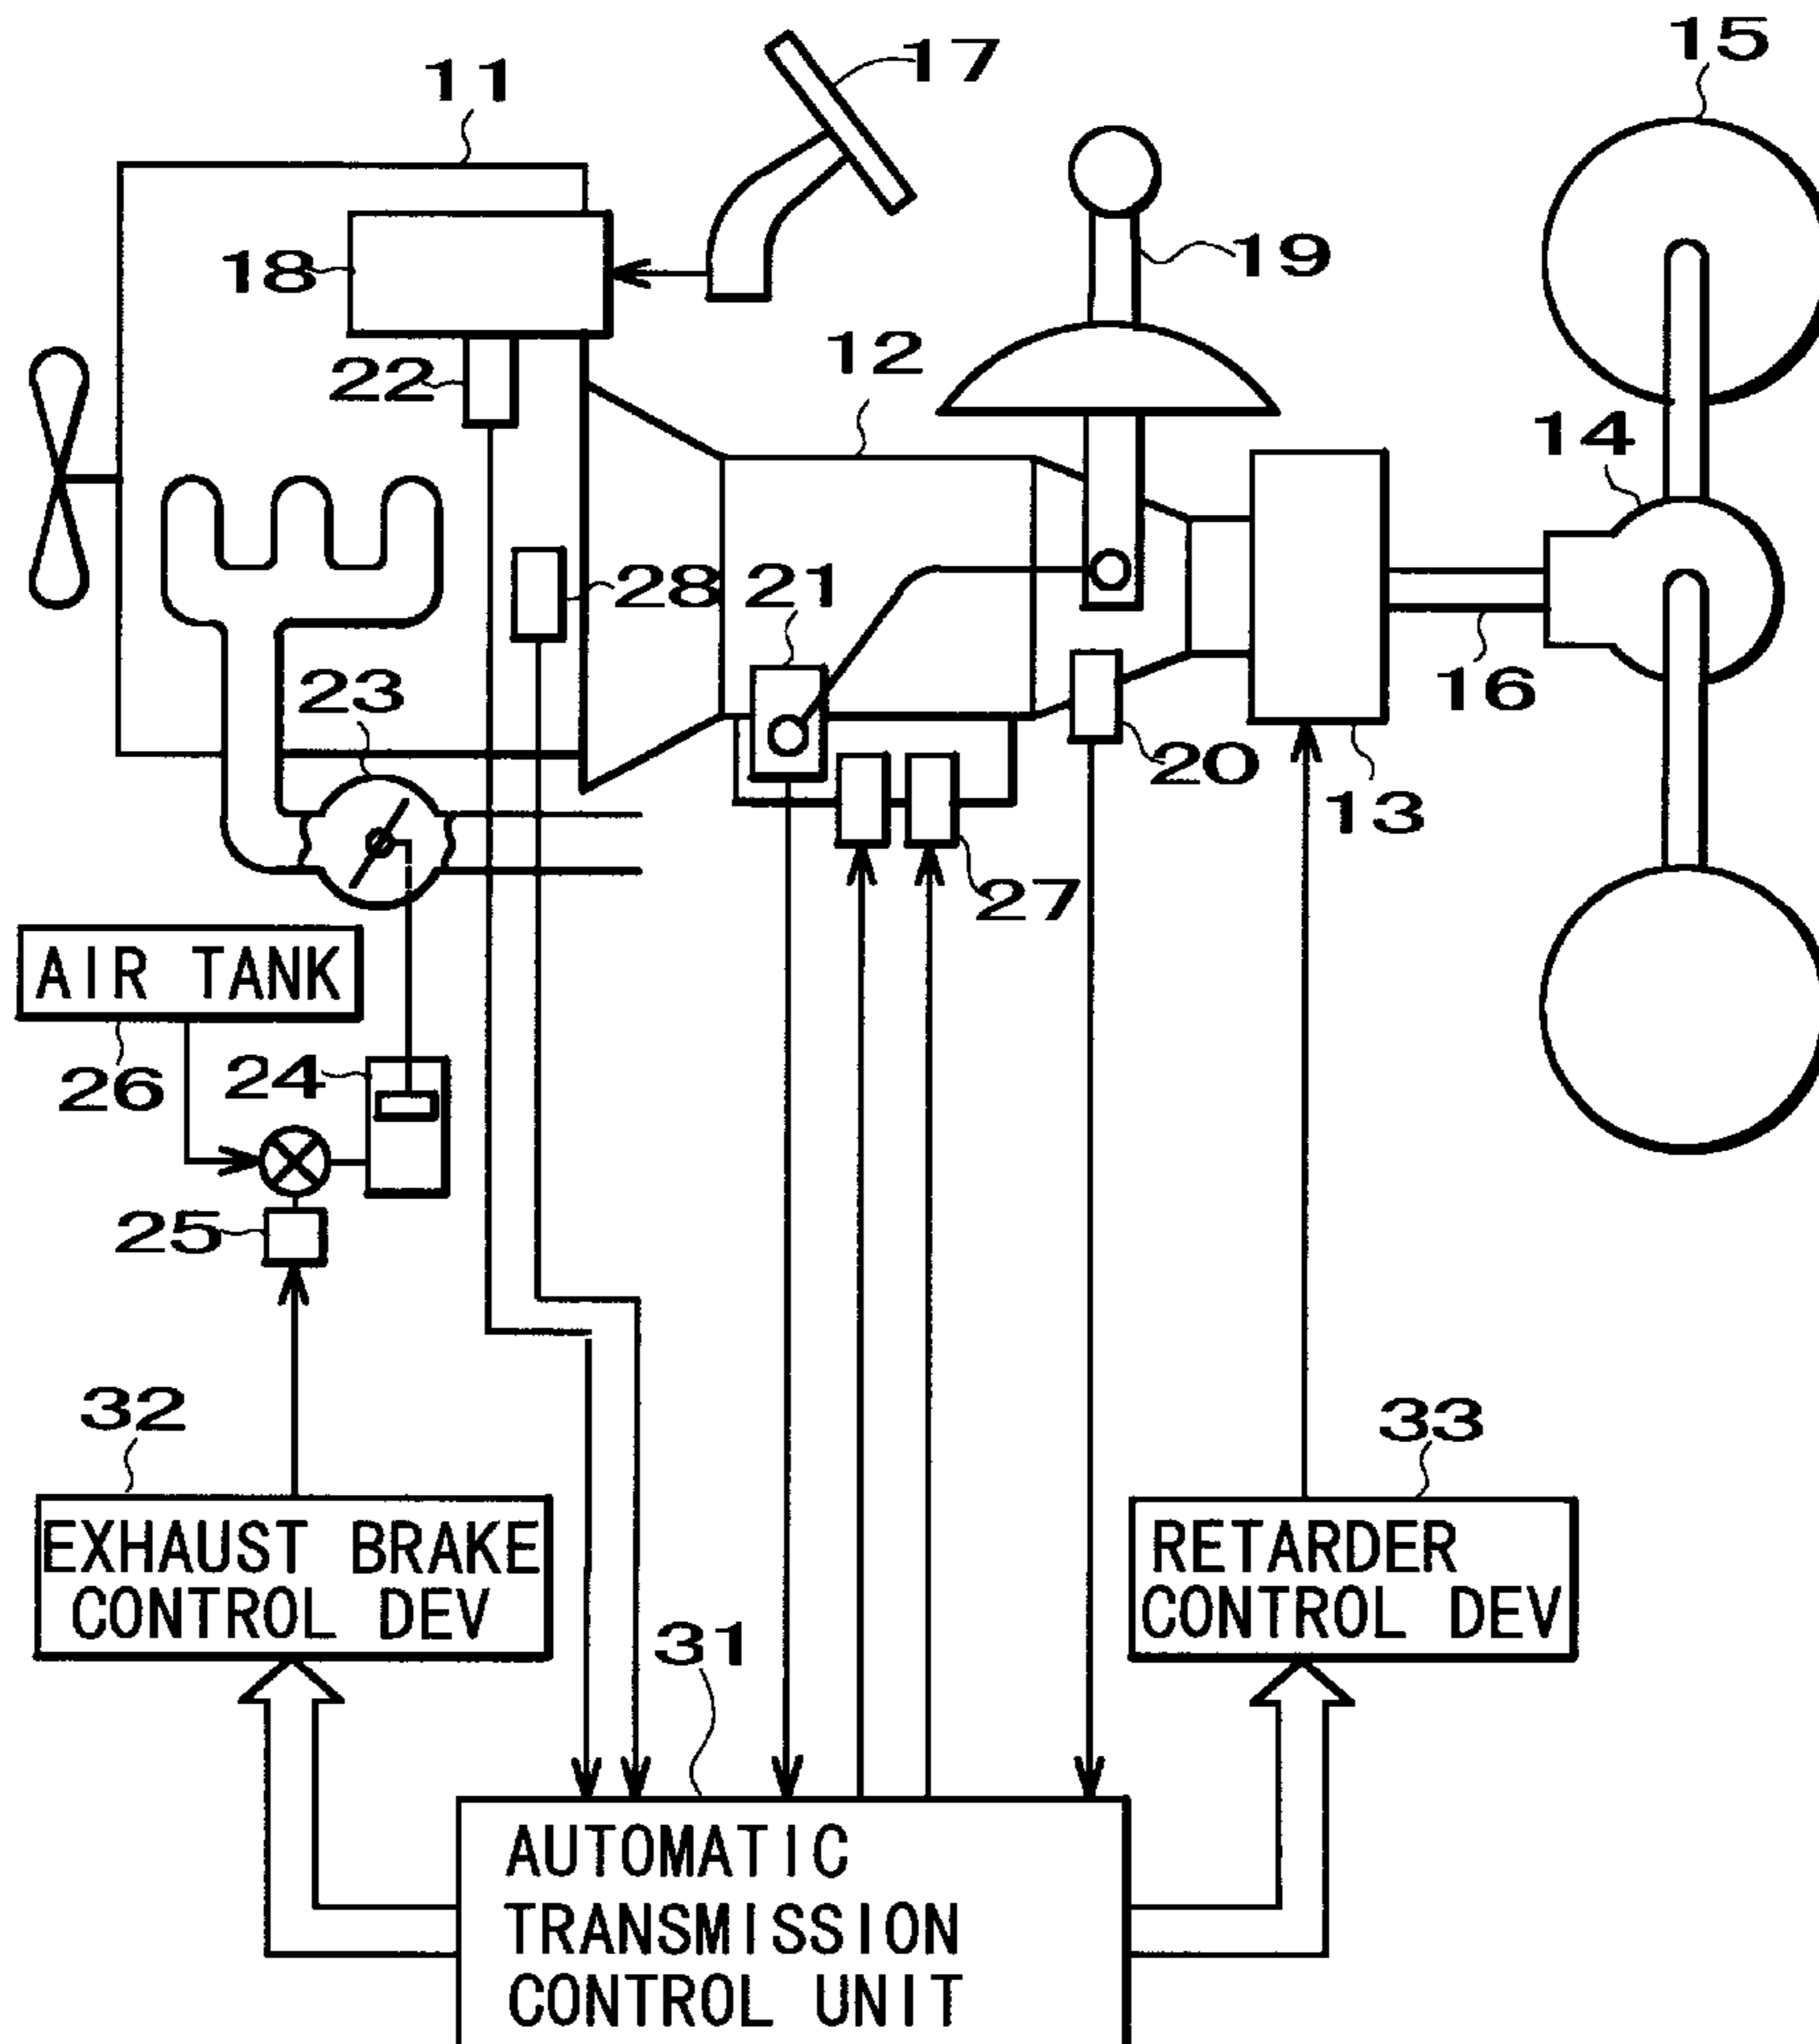 15
17
11
19
18
12
22
14
28
21
23
16
20
13
27
AIR TANK
24
26
25
32
33
EXHAUST BRAKE
CONTROL DEV
RETARDER
CONTROL DEV
31
AUTOMATIC
TRANSMISSION
CONTROL UNIT